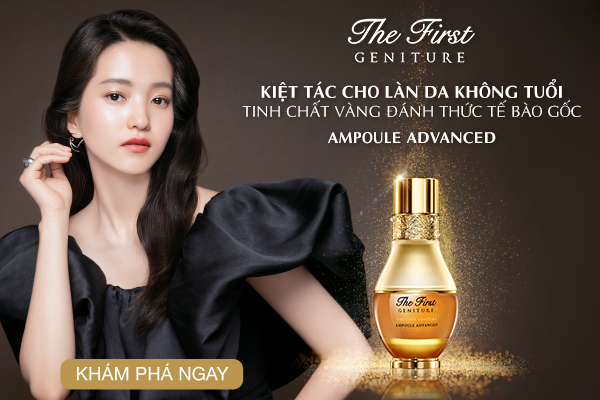 The First
GENITURE
KIỆT TÁC CHO LÀN DA KHÔNG TUỔI
TINH CHẤT VÀNG ĐÁNH THỨC TẾ BÀO GỐC
AMPOULE ADVANCED
The First
GENITURE
AMPOULE ADVANCED
KHÁM PHÁ NGAY